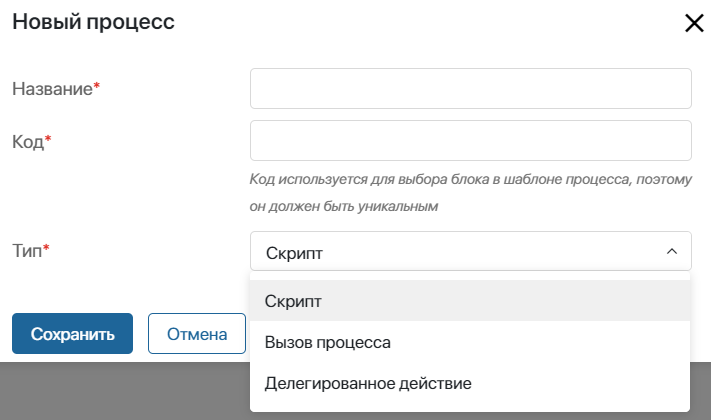 Новый процесс
Название*
Код*
Код используется для выбора блока в шаблоне процесса, поэтому
он должен быть уникальным
Тип*
Скрипт
Скрипт
Вызов процесса
Делегированное действие
Сохранить
Отмена